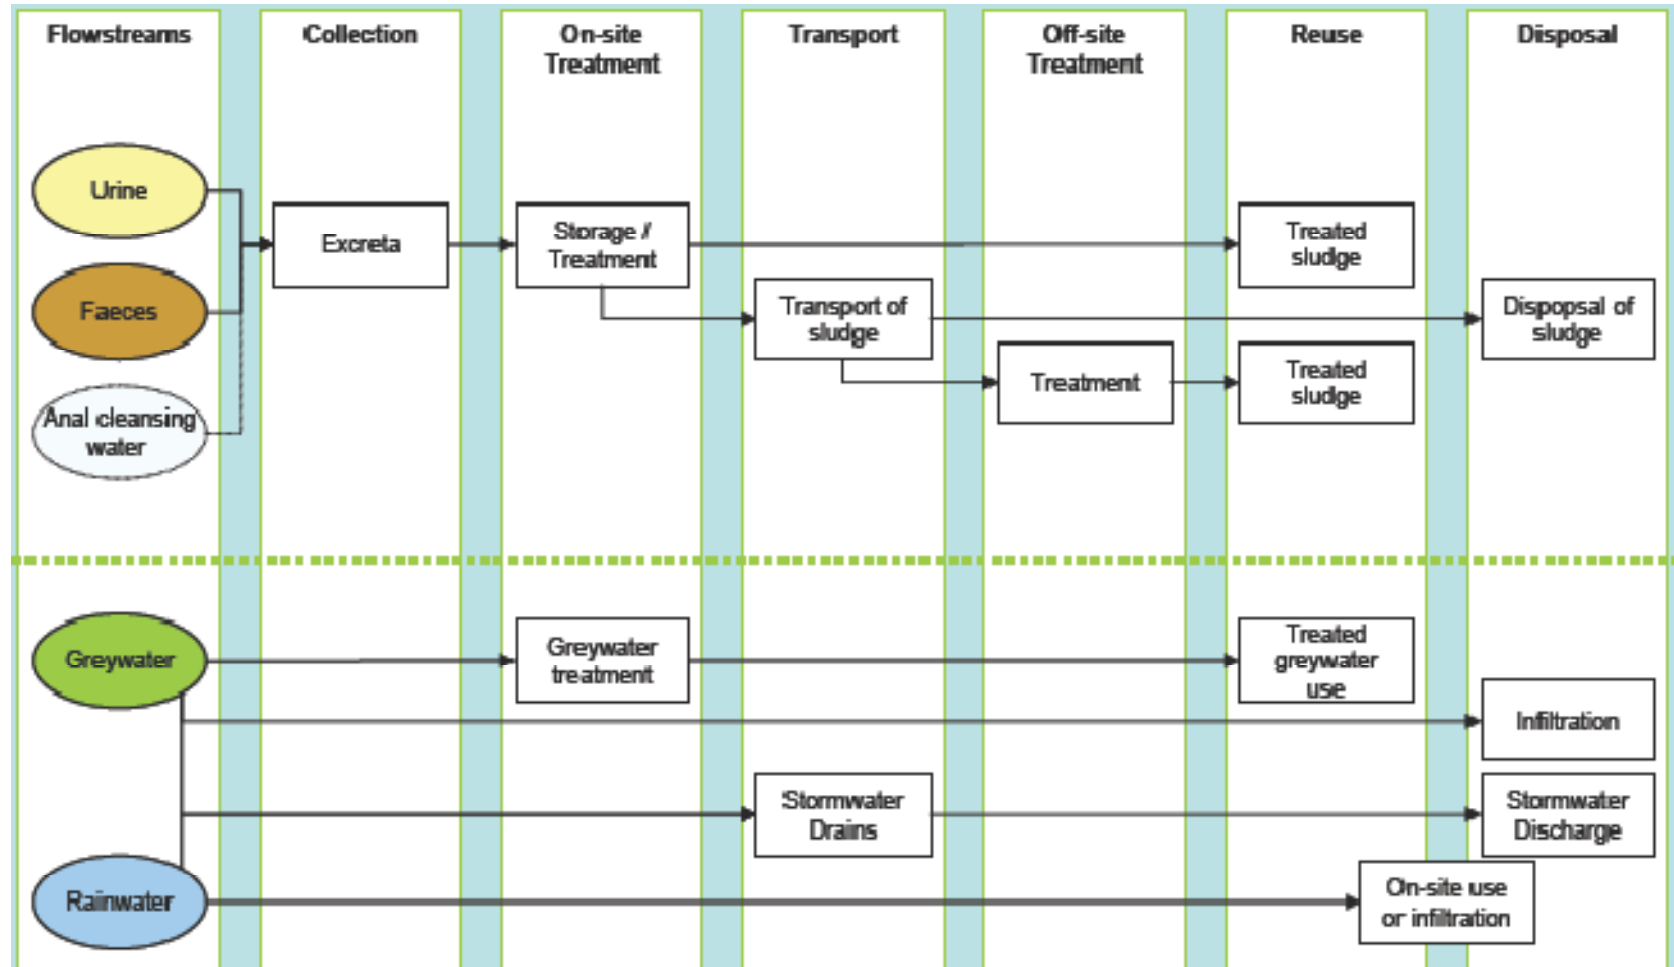 Flowstreams
Collection
On-site
Treatment
Transport
Off-site
Treatment
Reuse
Disposal
Urine
Faeces
Anal cleansing
water
Excreta
Storage /
Treatment
Transport of
sludge
Treatment
Treated
sludge
Treated
sludge
Dispopsal of
sludge
Greywater
Greywater
treatment
Treated
greywater
use
Infiltration
Stormwater
Drains
Stormwater
Discharge
Rainwater
On-site use
or infiltration